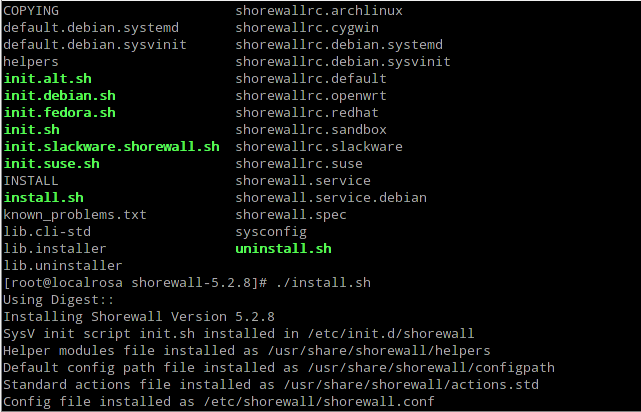 COPYING shorewallrc.archlinux
default.debian.systemd shorewallrc.cygwin
default.debian.sysvinit shorewallrc.debian.systemd
helpers shorewallrc.debian.sysvinit
init.alt.sh shorewallrc.default
init.debian.sh shorewallrc.openwrt
init.fedora.sh shorewallrc.redhat
init.sh shorewallrc.sandbox
init.slackware.shorewall.sh shorewallrc.slackware
init.suse.sh shorewallrc.suse
INSTALL shorewall.service
install.sh shorewall.service.debian
known_problems.txt shorewall.spec
lib.cli-std sysconfig
lib.installer uninstall.sh
lib.uninstaller
[root@localrosa shorewall-5.2.8]# ./install.sh
Using Digest::
Installing Shorewall Version 5.2.8
SysV init script init.sh installed in /etc/init.d/shorewall
Helper modules file installed as /usr/share/shorewall/helpers
Default config path file installed as /usr/share/shorewall/configpath
Standard actions file installed as /usr/share/shorewall/actions.std
Config file installed as /etc/shorewall/shorewall.conf